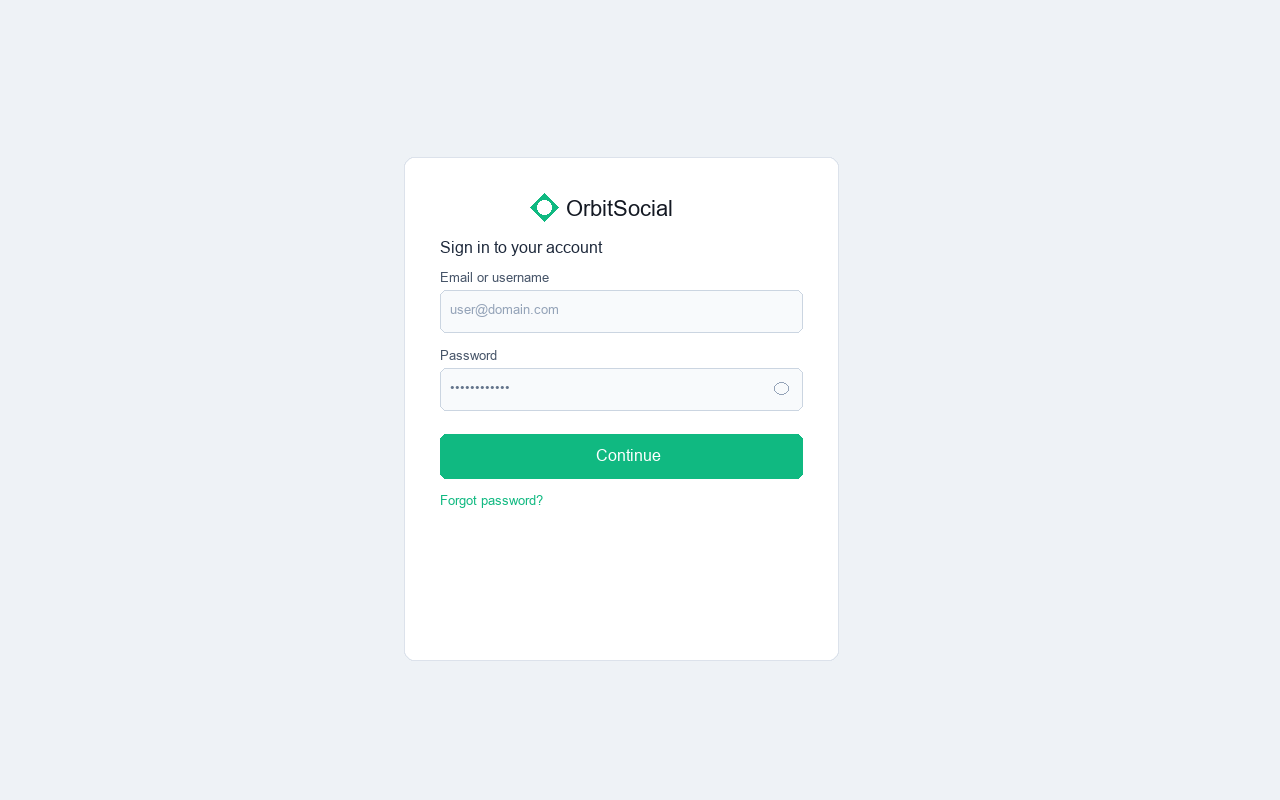 OrbitSocial
Sign in to your account
Email or username
user@domain.com
Password
••••••••••••
Continue
Forgot password?